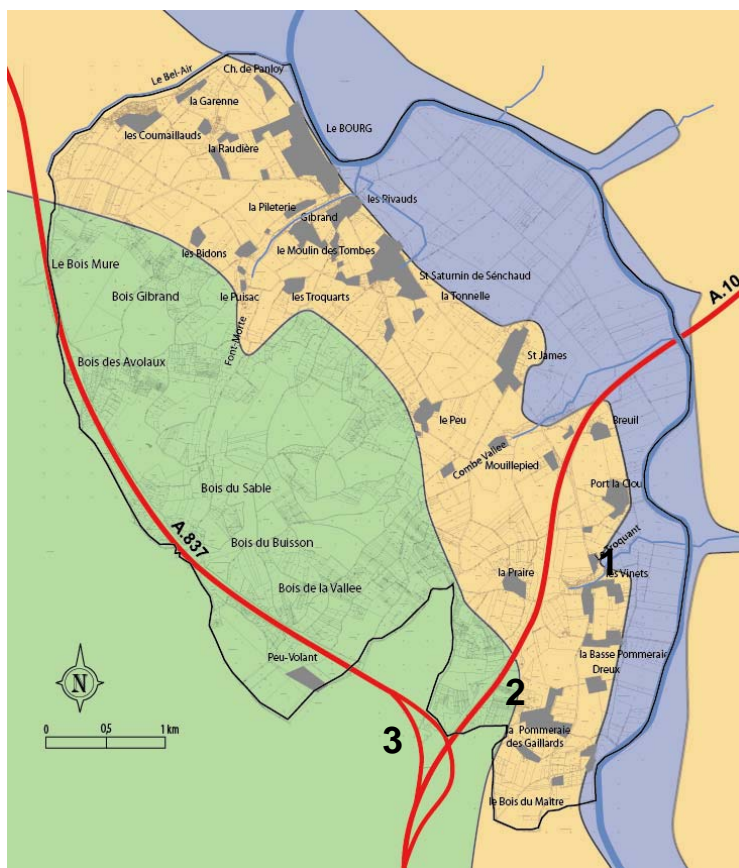 Le Bel-Air
Ch. de Panloy
la Garenne
Le BOURG
les Coumaillauds
la Raudière
la Pileterie
les Rivauds
Gibrand
les Bidons
le Moulin des Tombes
Le Bois Mure
St Saturnin de Sénchaud
Bois Gibrand
le Puisac
les Troquarts
la Tonnelle
A.10
Font-Morte
Bois des Avolaux
St James
le Peu
Breuil
Combe Vallee
Mouillepied
Bois du Sable
Port la Clou
A.837
Bois du Buisson
Le Troquant
1
la Praire
les Vinets
Bois de la Vallee
Peu-Volant
la Basse Pommeraie
Dreux
N
2
0 0,5 1 km
3
la Pommeraie
des Gaillards
le Bois du Maitre